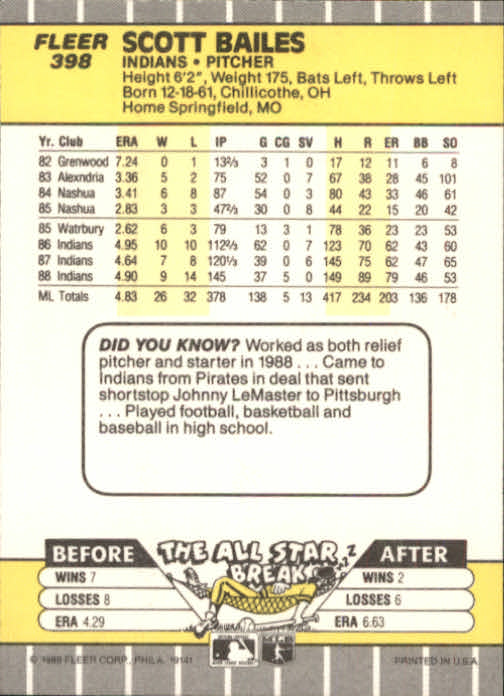 FLEER
398
SCOTT BAILES
INDIANS • PITCHER
Height 6'2", Weight 175, Bats Left, Throws Left
Born 12-18-61, Chillicothe, OH
Home Springfield, MO
Yr. Club ERA W L IP G CG SV H R ER BB SO
82 Grenwood 7.24 0 1 13⅔ 3 1 0 17 12 11 6 8
83 Alexndria 3.36 5 2 75 52 0 7 67 38 28 45 101
84 Nashua 3.41 6 8 87 54 0 3 80 43 33 46 61
85 Nashua 2.83 3 3 47⅔ 30 0 8 44 22 15 20 42
85 Watrbury 2.62 6 3 79 13 3 1 78 36 23 23 53
86 Indians 4.95 10 10 112⅔ 62 0 7 123 70 62 43 60
87 Indians 4.64 7 8 120⅓ 39 0 6 145 75 62 47 65
88 Indians 4.90 9 14 145 37 5 0 149 89 79 46 53
ML Totals 4.83 26 32 378 138 5 13 417 234 203 136 178
DID YOU KNOW? Worked as both relief
pitcher and starter in 1988 . . . Came to
Indians from Pirates in deal that sent
shortstop Johnny LeMaster to Pittsburgh
. . . Played football, basketball and
baseball in high school.
BEFORE THE ALL STAR BREAK Z Z Z AFTER
WINS 7 WINS 2
LOSSES 8 LOSSES 6
ERA 4.29 ERA 6.63
© 1989 FLEER CORP., PHILA. 19141 MLB PRINTED IN U.S.A.